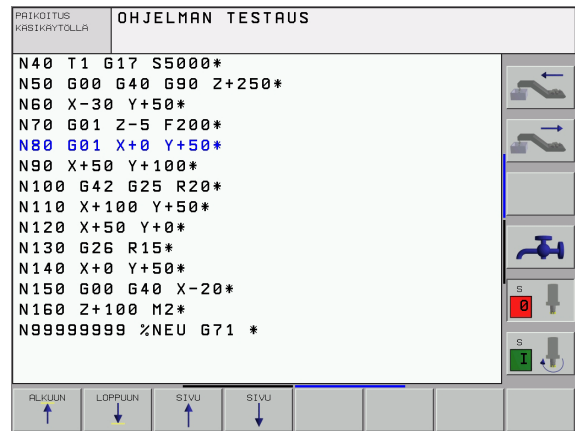 PAIKOITUS
KÄSIKÄYTÖLLÄ
OHJELMAN TESTAUS
N40 T1 G17 S5000*
N50 G00 G40 G90 Z+250*
N60 X-30 Y+50*
N70 G01 Z-5 F200*
N80 G01 X+0 Y+50*
N90 X+50 Y+100*
N100 G42 G25 R20*
N110 X+100 Y+50*
N120 X+50 Y+0*
N130 G26 R15*
N140 X+0 Y+50*
N150 G00 G40 X-20*
N160 Z+100 M2*
N99999999 %NEU G71 *
S
0
S
I
ALKUUN LOPPUUN SIVU SIVU